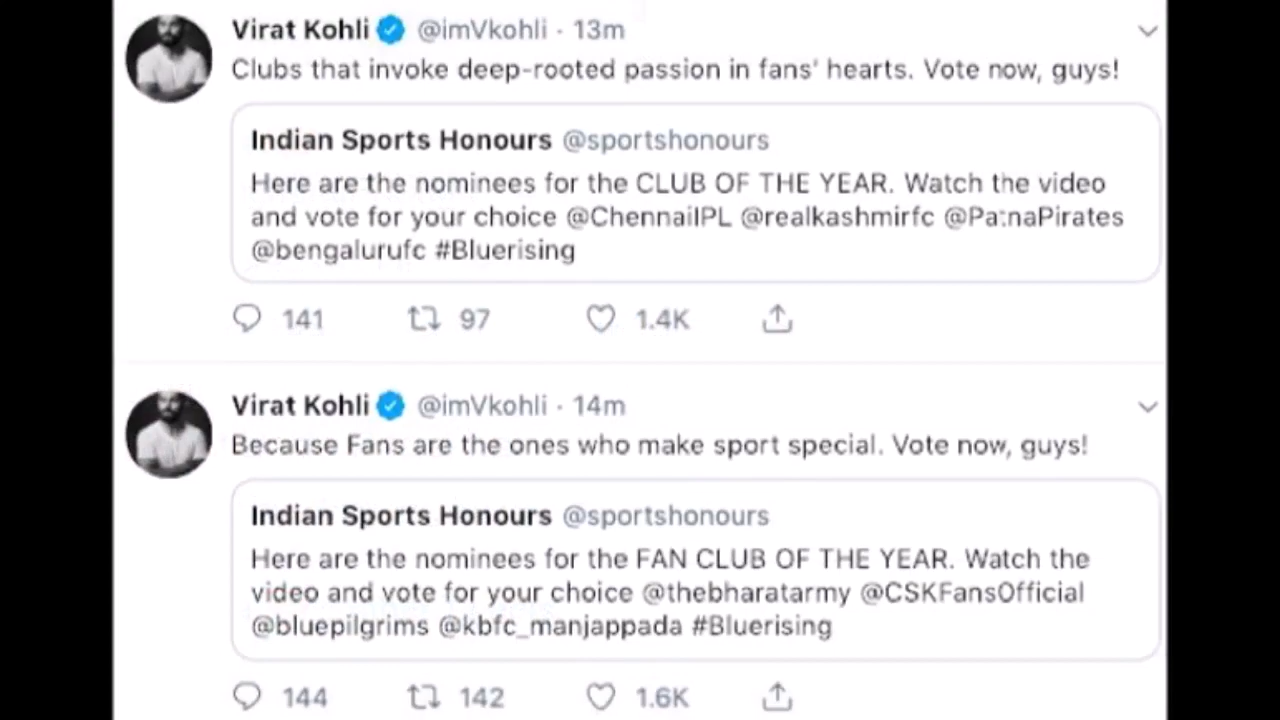 Virat Kohli @imVkohli · 13m
Clubs that invoke deep-rooted passion in fans' hearts. Vote now, guys!
Indian Sports Honours @sportshonours
Here are the nominees for the CLUB OF THE YEAR. Watch the video
and vote for your choice @ChennaiIPL @realkashmirfc @Pa:naPirates
@bengalurufc #Bluerising
141 97 1.4K
Virat Kohli @imVkohli · 14m
Because Fans are the ones who make sport special. Vote now, guys!
Indian Sports Honours @sportshonours
Here are the nominees for the FAN CLUB OF THE YEAR. Watch the
video and vote for your choice @thebharatarmy @CSKFansOfficial
@bluepilgrims @kbfc_manjappada #Bluerising
144 142 1.6K